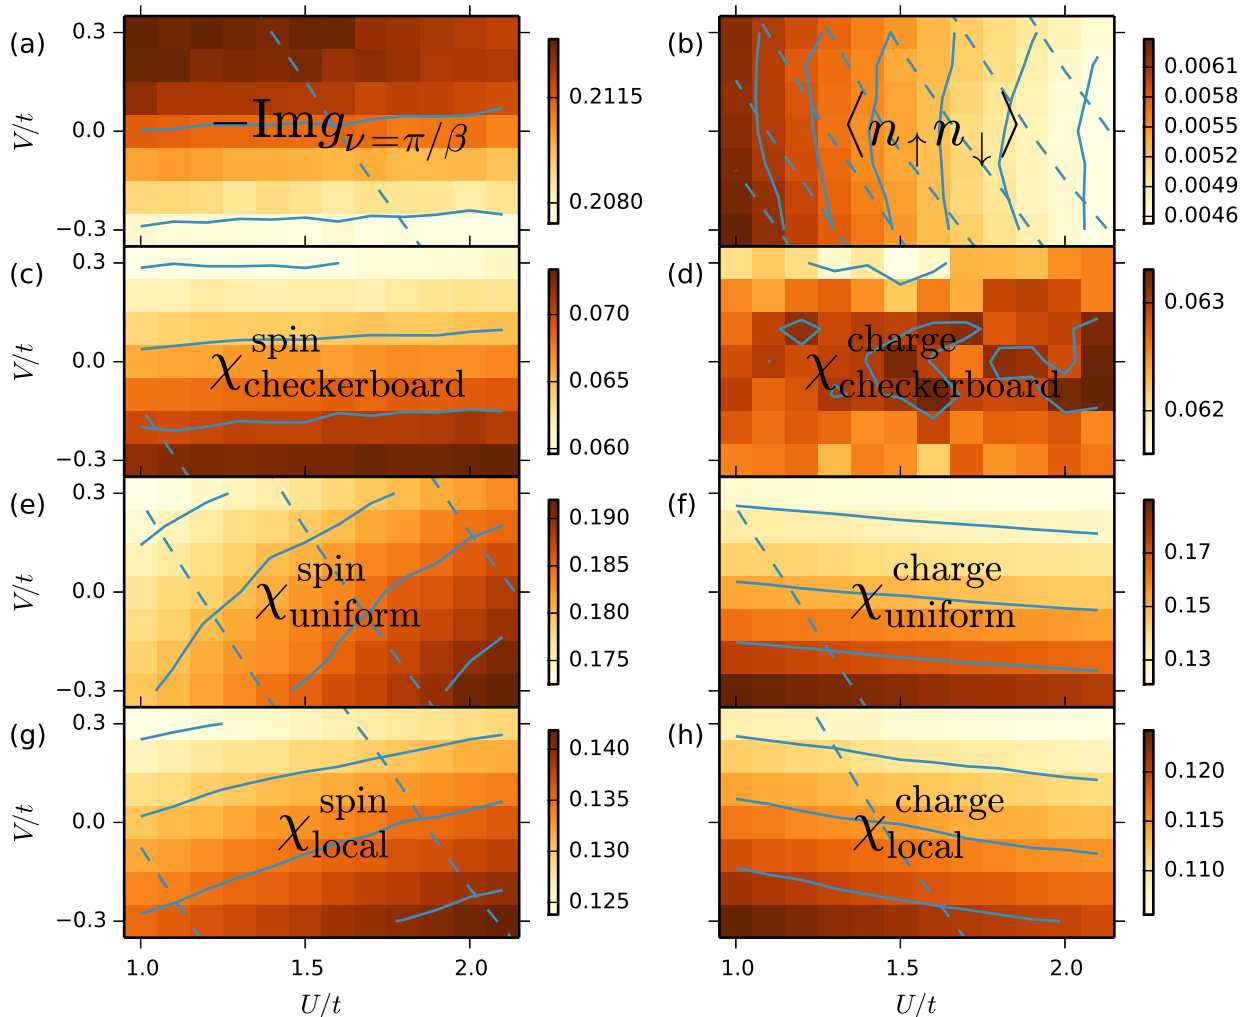 (a)
V/t
0.3
0.0
−0.3
−Im g_{ν=π/β}
0.2115
0.2080
(b)
⟨n_↑ n_↓⟩
0.0061
0.0058
0.0055
0.0052
0.0049
0.0046
(c)
V/t
0.3
0.0
−0.3
χ^{spin}_{checkerboard}
0.070
0.065
0.060
(d)
χ^{charge}_{checkerboard}
0.063
0.062
(e)
V/t
0.3
0.0
−0.3
χ^{spin}_{uniform}
0.190
0.185
0.180
0.175
(f)
χ^{charge}_{uniform}
0.17
0.15
0.13
(g)
V/t
0.3
0.0
−0.3
χ^{spin}_{local}
0.140
0.135
0.130
0.125
(h)
χ^{charge}_{local}
0.120
0.110
1.0 1.5 2.0
U/t
1.0 1.5 2.0
U/t